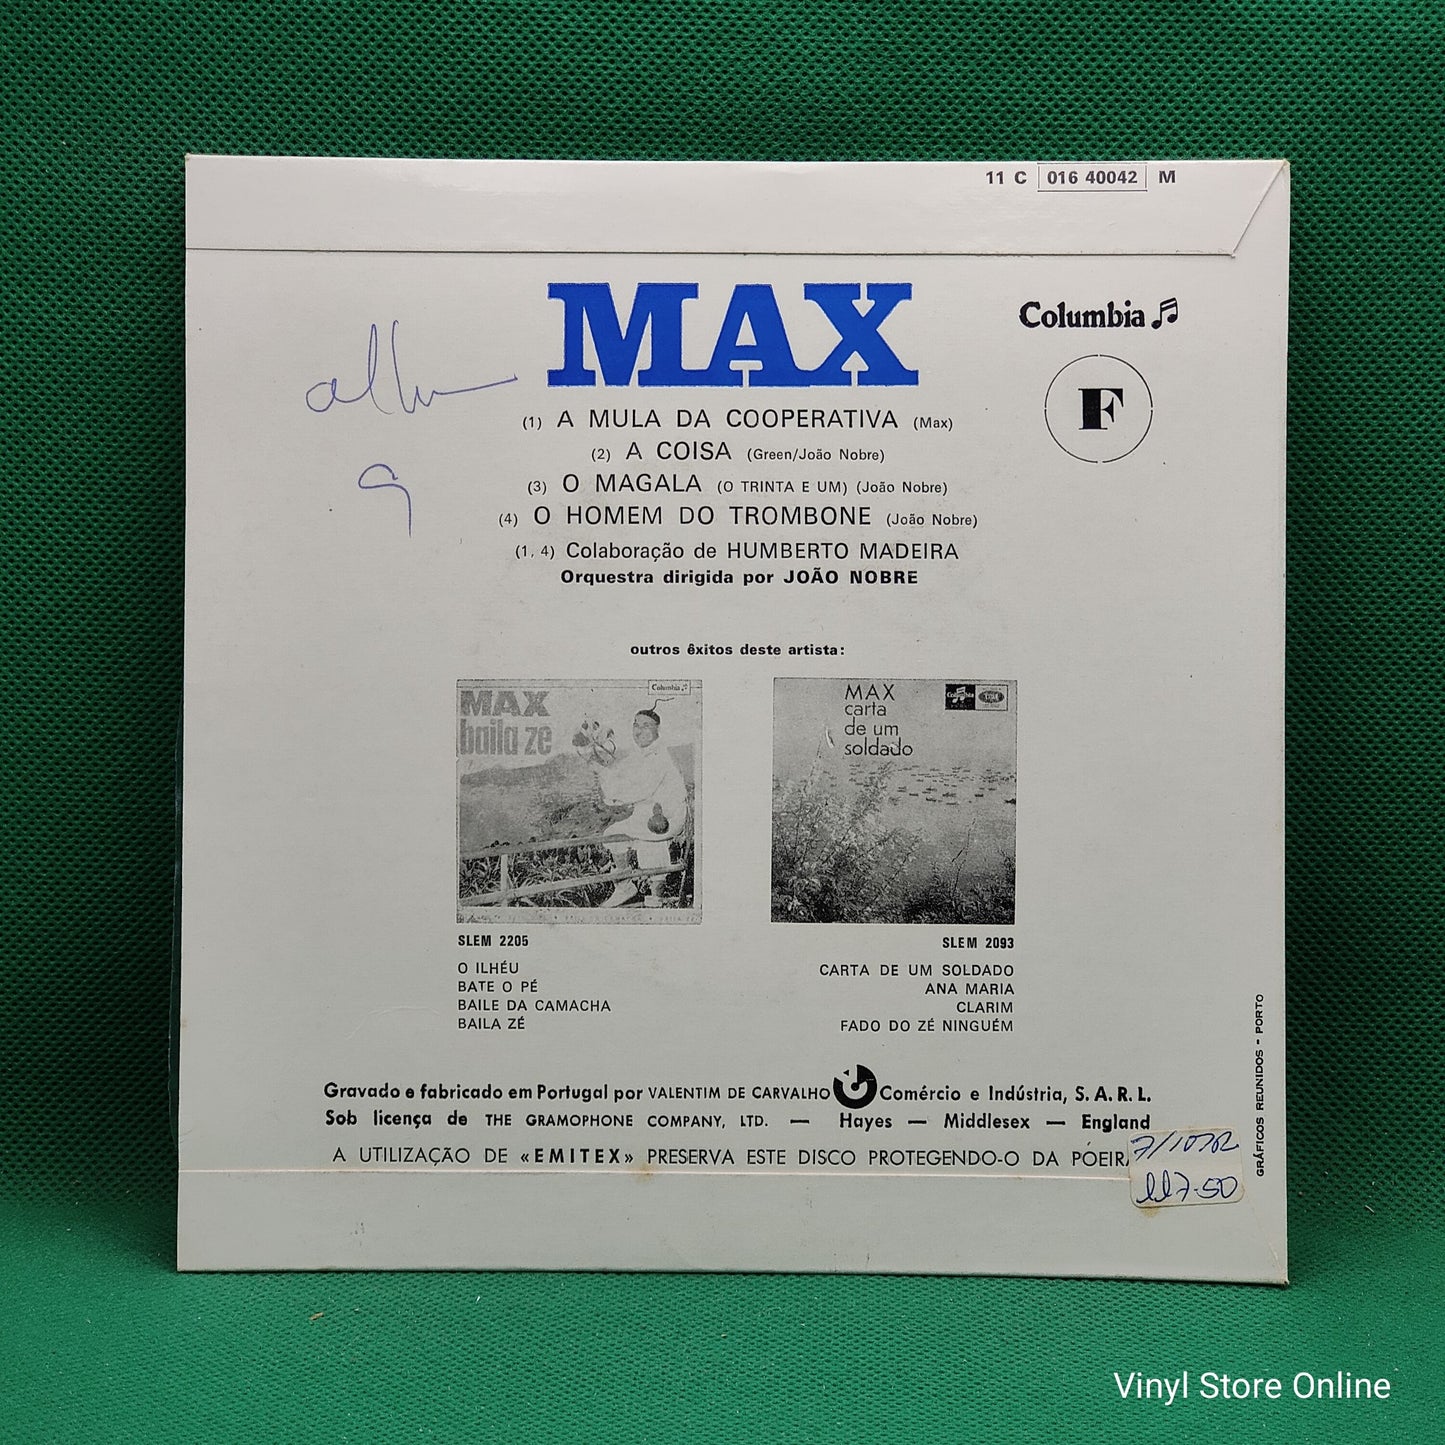 11 C 016 40042 M
MAX
Columbia
F
(1) A MULA DA COOPERATIVA (Max)
(2) A COISA (Green/João Nobre)
(3) O MAGALA (O TRINTA E UM) (João Nobre)
(4) O HOMEM DO TROMBONE (João Nobre)
(1, 4) Colaboração de HUMBERTO MADEIRA
Orquestra dirigida por JOÃO NOBRE
9
outros êxitos deste artista:
Columbia
MAX
baila zé
MAX
carta
de um
soldado
Columbia
SLEM 2205
O ILHÉU
BATE O PÉ
BAILE DA CAMACHA
BAILA ZÉ
SLEM 2093
CARTA DE UM SOLDADO
ANA MARIA
CLARIM
FADO DO ZÉ NINGUÉM
Gravado e fabricado em Portugal por VALENTIM DE CARVALHO Comércio e Indústria, S. A. R. L.
Sob licença de THE GRAMOPHONE COMPANY, LTD. — Hayes — Middlesex — England
A UTILIZAÇÃO DE «EMITEX» PRESERVA ESTE DISCO PROTEGENDO-O DA PÓEIR
117.50
GRÁFICOS REUNIDOS - PORTO
Vinyl Store Online